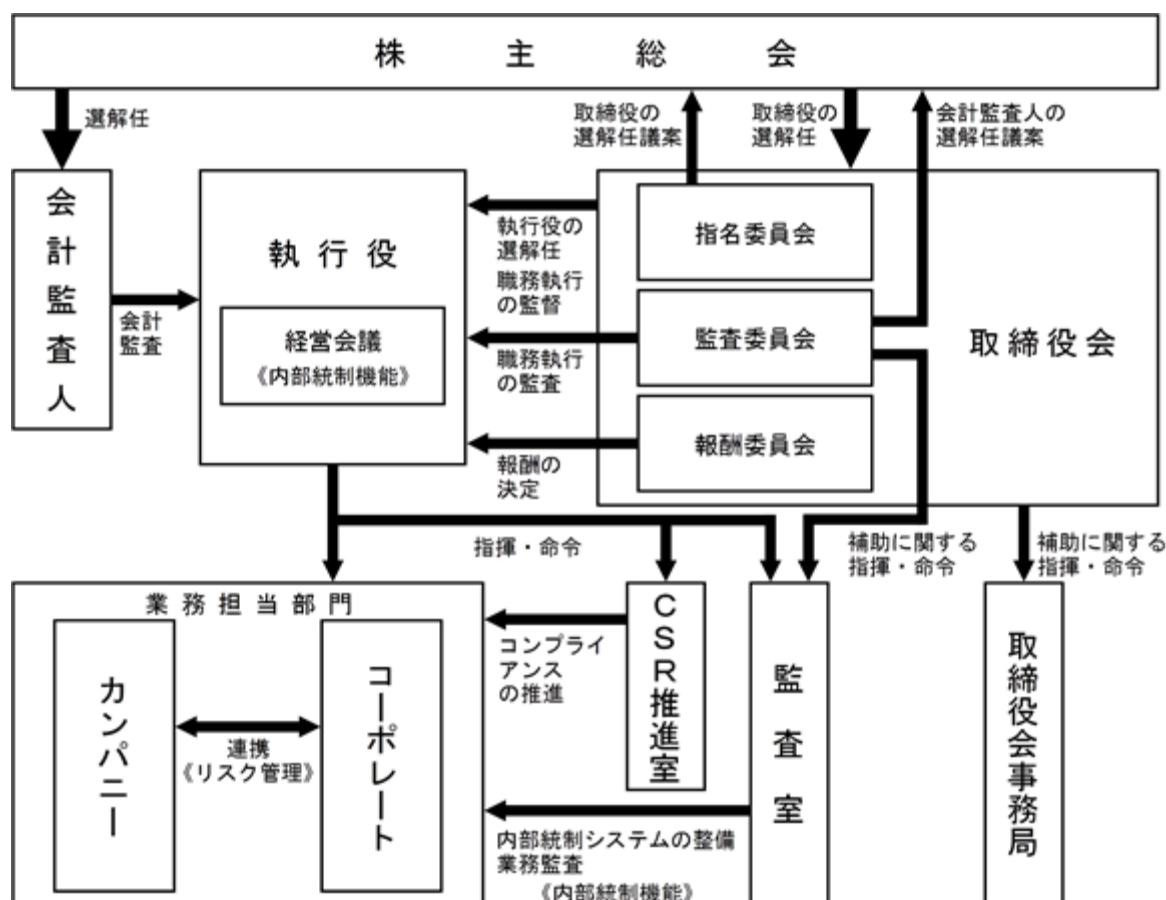 株主総会
選解任
取締役の
選解任議案
取締役の
選解任
会計監査人の
選解任議案
会計監査人
会計
監査
執行役
経営会議
《内部統制機能》
執行役の
選解任
職務執行
の監督
職務執行
の監査
報酬の
決定
指名委員会
監査委員会
報酬委員会
取締役会
指揮・命令
補助に関する
指揮・命令
補助に関する
指揮・命令
業務担当部門
カンパニー
連携
《リスク管理》
コーポレート
コンプライ
アンス
の推進
CSR推進室
内部統制システムの整備
業務監査
《内部統制機能》
監査室
取締役会事務局